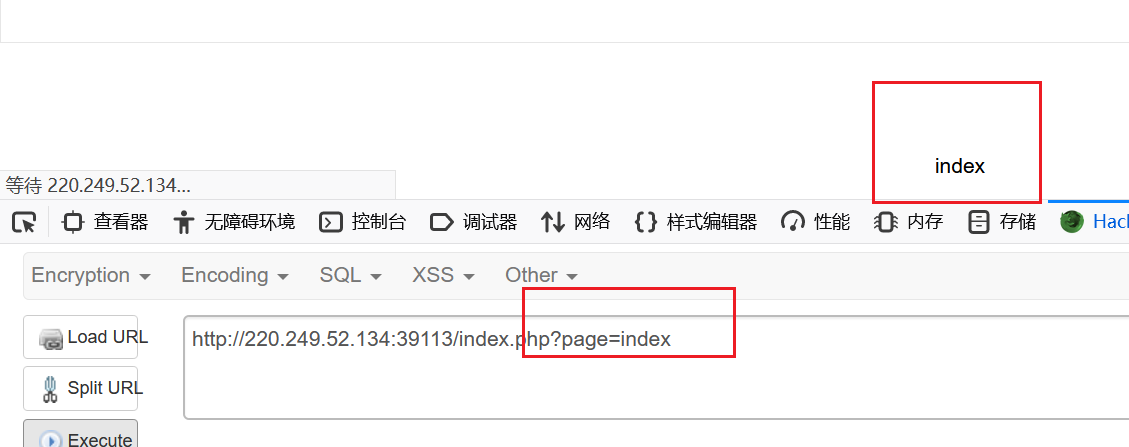 index
等待 220.249.52.134...
查看器 无障碍环境 控制台 调试器 网络 样式编辑器 性能 内存 存储 Hack
Encryption Encoding SQL XSS Other
Load URL
http://220.249.52.134:39113/index.php?page=index
Split URL
Execute